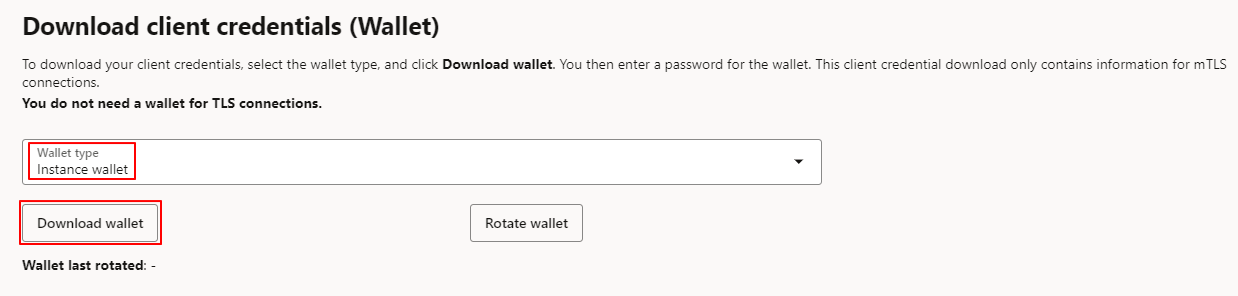 Download client credentials (Wallet)
To download your client credentials, select the wallet type, and click Download wallet. You then enter a password for the wallet. This client credential download only contains information for mTLS
connections.
You do not need a wallet for TLS connections.
Wallet type
Instance wallet
Download wallet
Rotate wallet
Wallet last rotated: -